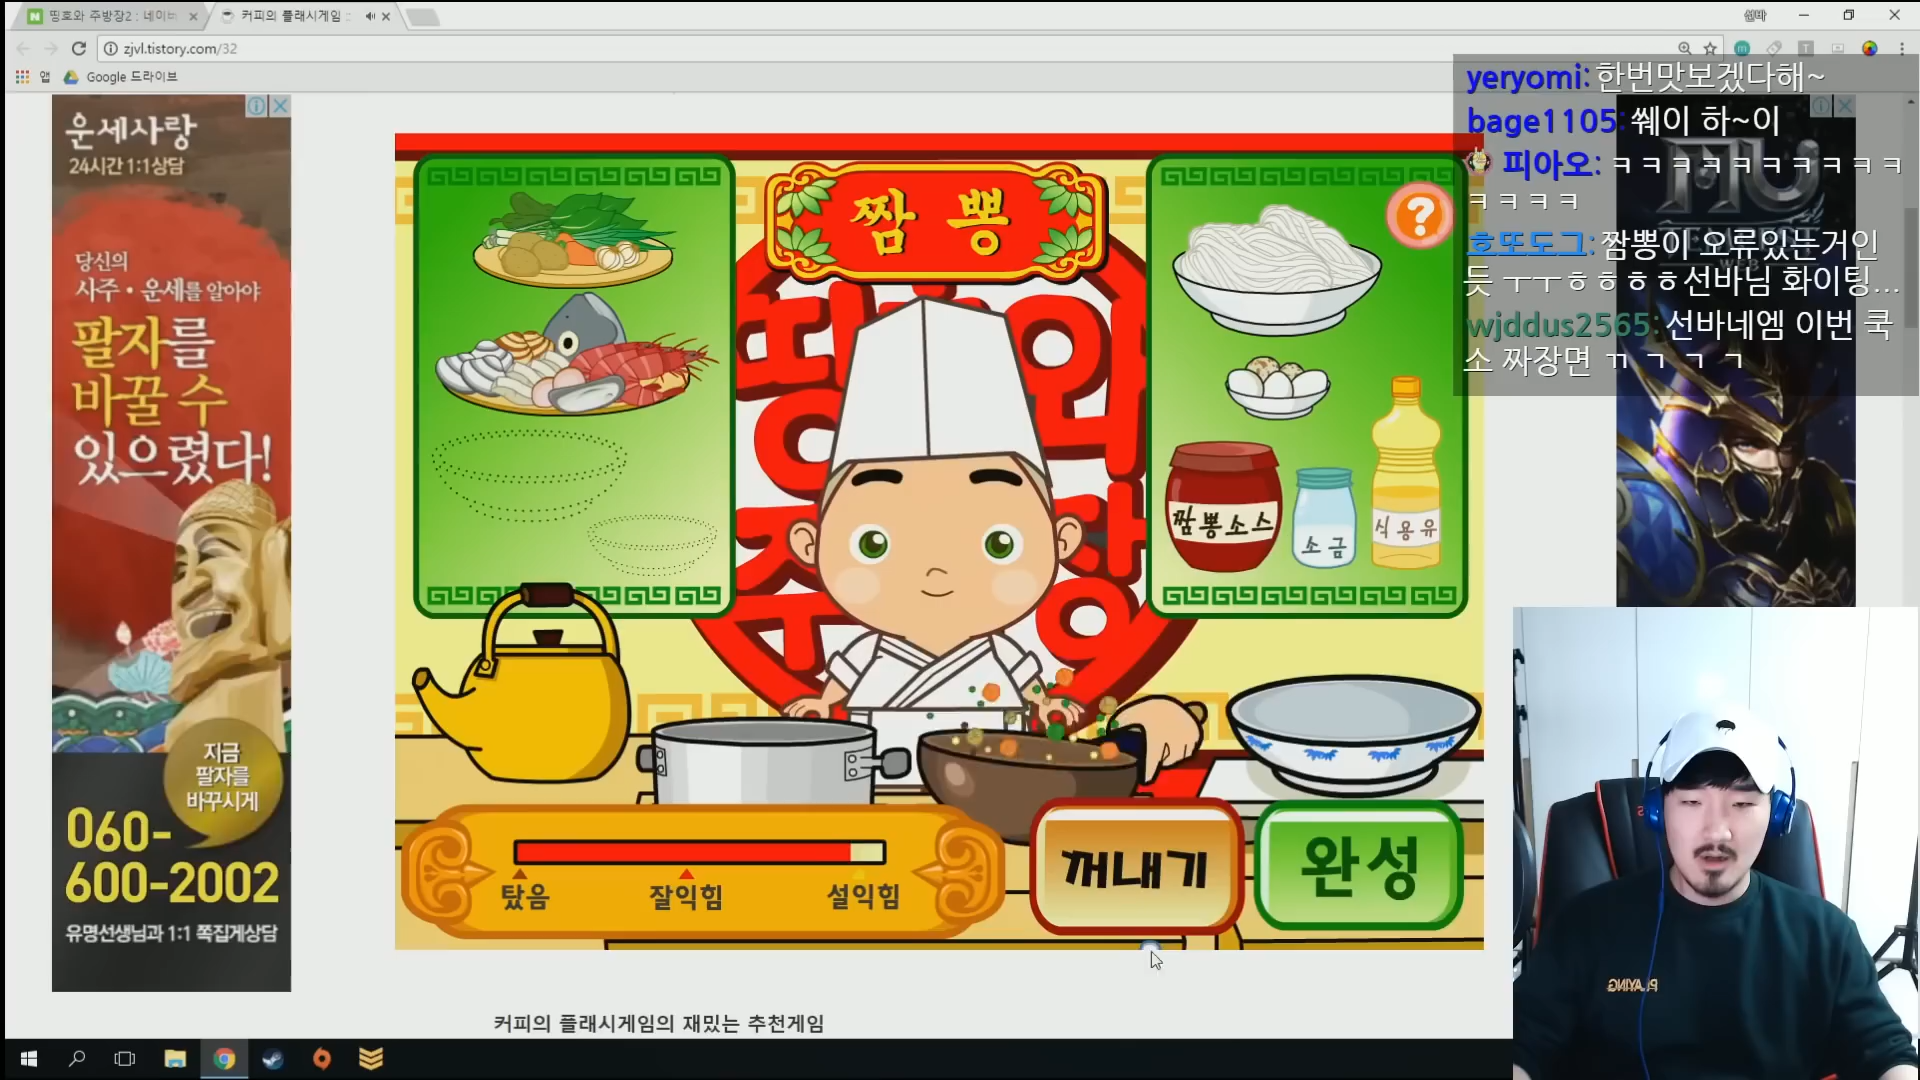 띵호와 주방장2 : 네이버
커피의 플래시게임 ::
선바
zjvl.tistory.com/32
앱
Google 드라이브
운세사랑
24시간 1:1상담
당신의
사주·운세를 알아야
팔자를
바꿀 수
있으렸다!
지금
팔자를
바꾸시게
060-
600-2002
유명선생님과 1:1 쪽집게상담
짬뽕
?
짬뽕소스
소금
식용유
탔음
잘익힘
설익힘
꺼내기
완성
커피의 플래시게임의 재밌는 추천게임
yeryomi: 한번맛보겠다해~
bage1105: 쒜이 하~이
피아오: ㅋㅋㅋㅋㅋㅋㅋㅋㅋㅋ
ㅋㅋㅋㅋ
호또도그: 짬뽕이 오류있는거인
듯 ㅜㅜㅎㅎㅎㅎ선바님 화이팅...
wjddus2565: 선바네엠 이번 쿡
소 짜장면 ㄲ ㄱ ㄱ ㄱ
MU
WEB
PLAYING